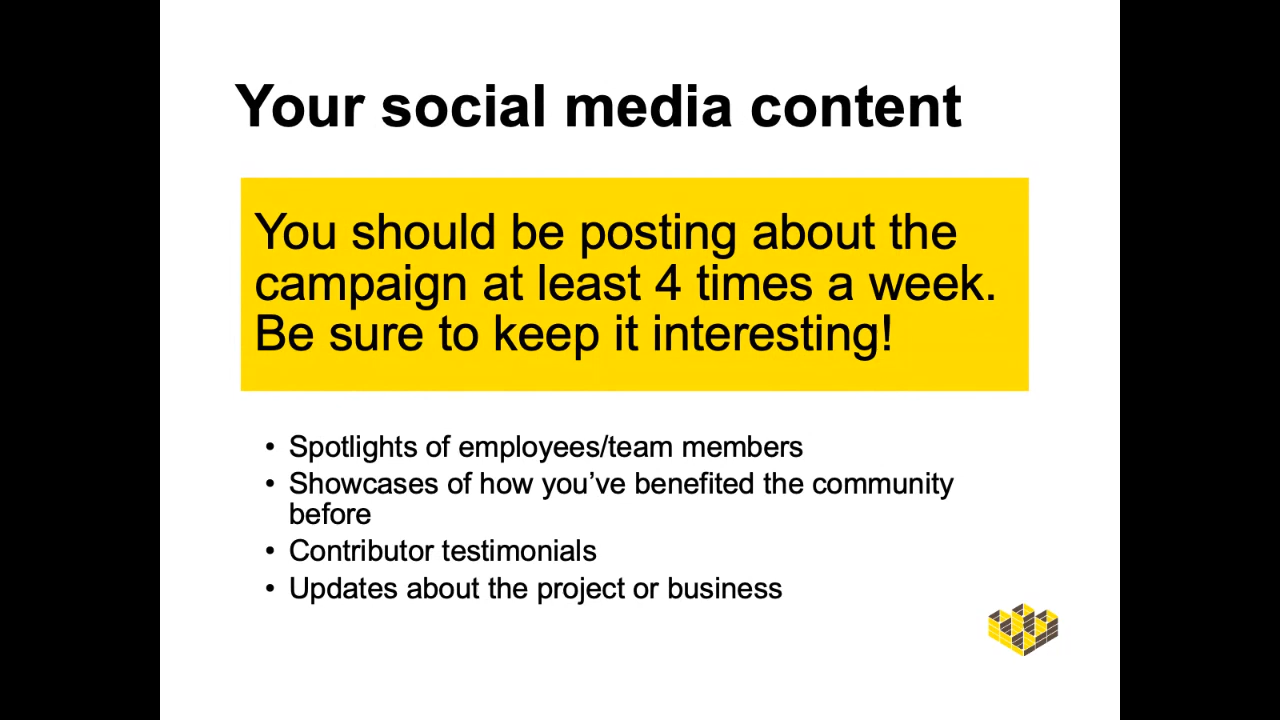 Your social media content
You should be posting about the
campaign at least 4 times a week.
Be sure to keep it interesting!
• Spotlights of employees/team members
• Showcases of how you’ve benefited the community
before
• Contributor testimonials
• Updates about the project or business